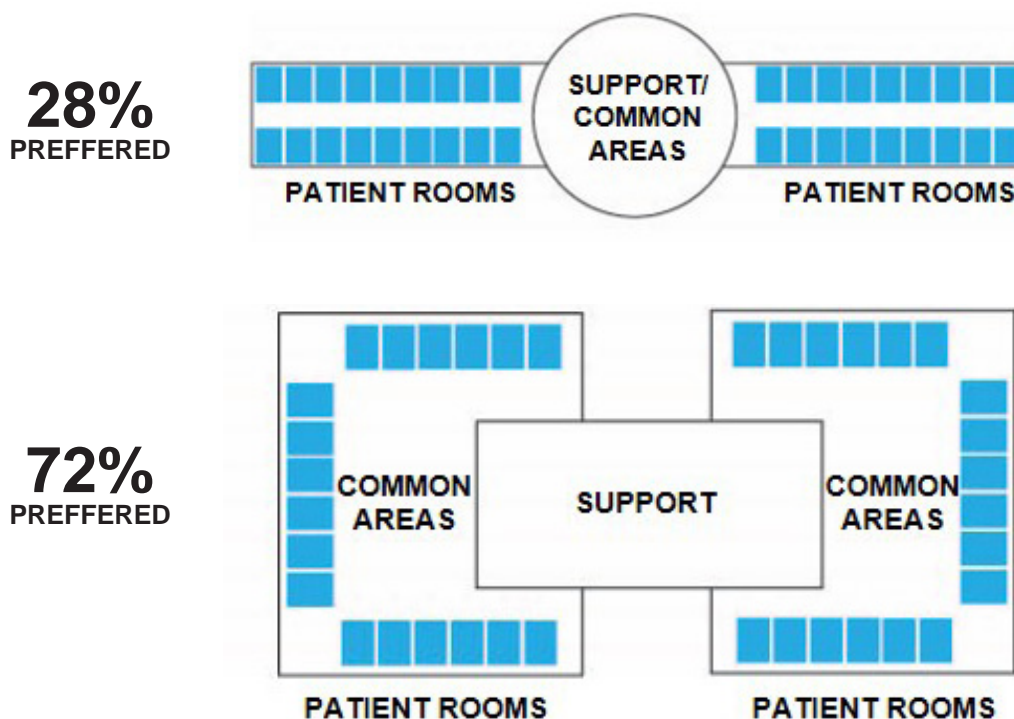 28%
PREFFERED
SUPPORT/
COMMON
AREAS
PATIENT ROOMS
PATIENT ROOMS
72%
PREFFERED
COMMON
AREAS
SUPPORT
COMMON
AREAS
PATIENT ROOMS
PATIENT ROOMS